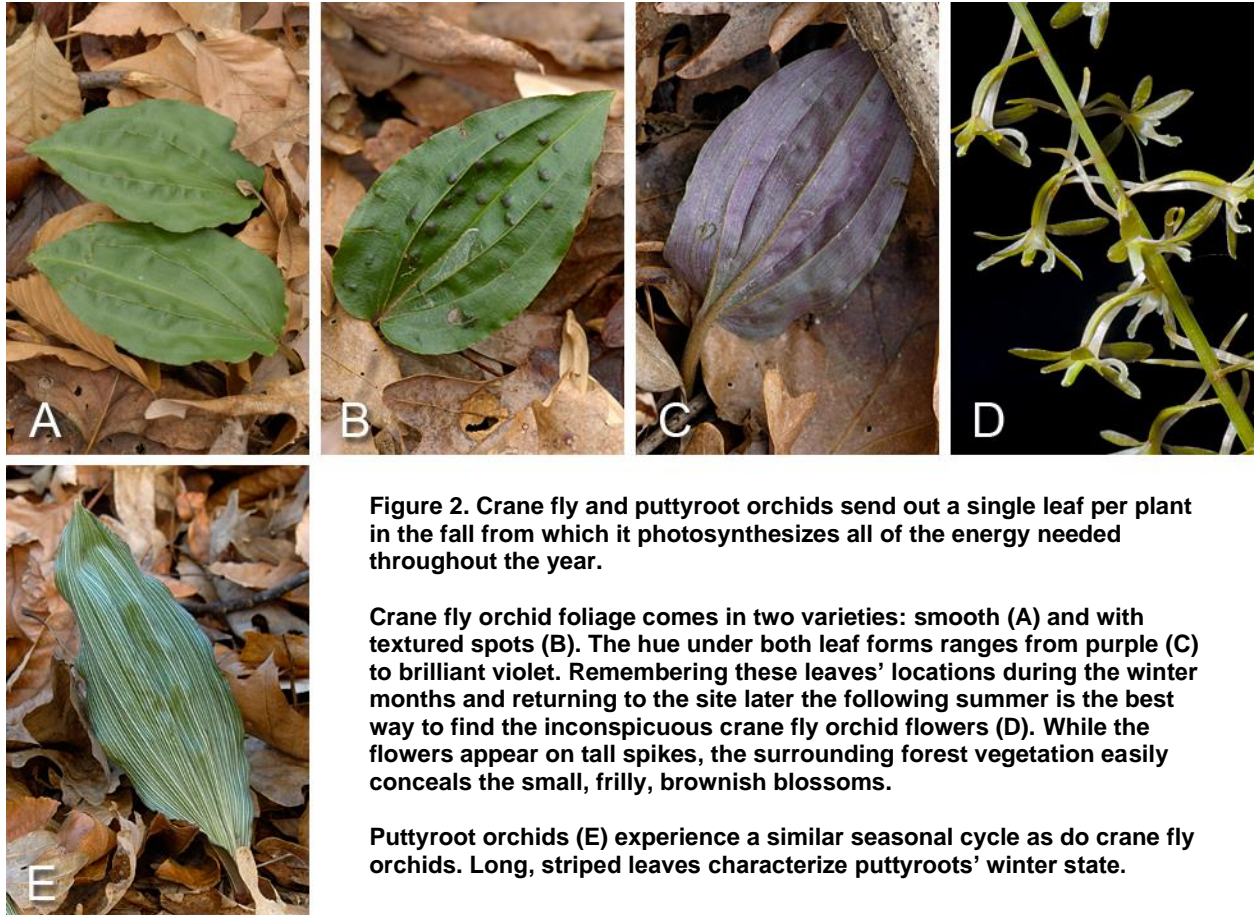 A
B
C
D
E
Figure 2. Crane fly and puttyroot orchids send out a single leaf per plant
in the fall from which it photosynthesizes all of the energy needed
throughout the year.
Crane fly orchid foliage comes in two varieties: smooth (A) and with
textured spots (B). The hue under both leaf forms ranges from purple (C)
to brilliant violet. Remembering these leaves’ locations during the winter
months and returning to the site later the following summer is the best
way to find the inconspicuous crane fly orchid flowers (D). While the
flowers appear on tall spikes, the surrounding forest vegetation easily
conceals the small, frilly, brownish blossoms.
Puttyroot orchids (E) experience a similar seasonal cycle as do crane fly
orchids. Long, striped leaves characterize puttyroots’ winter state.